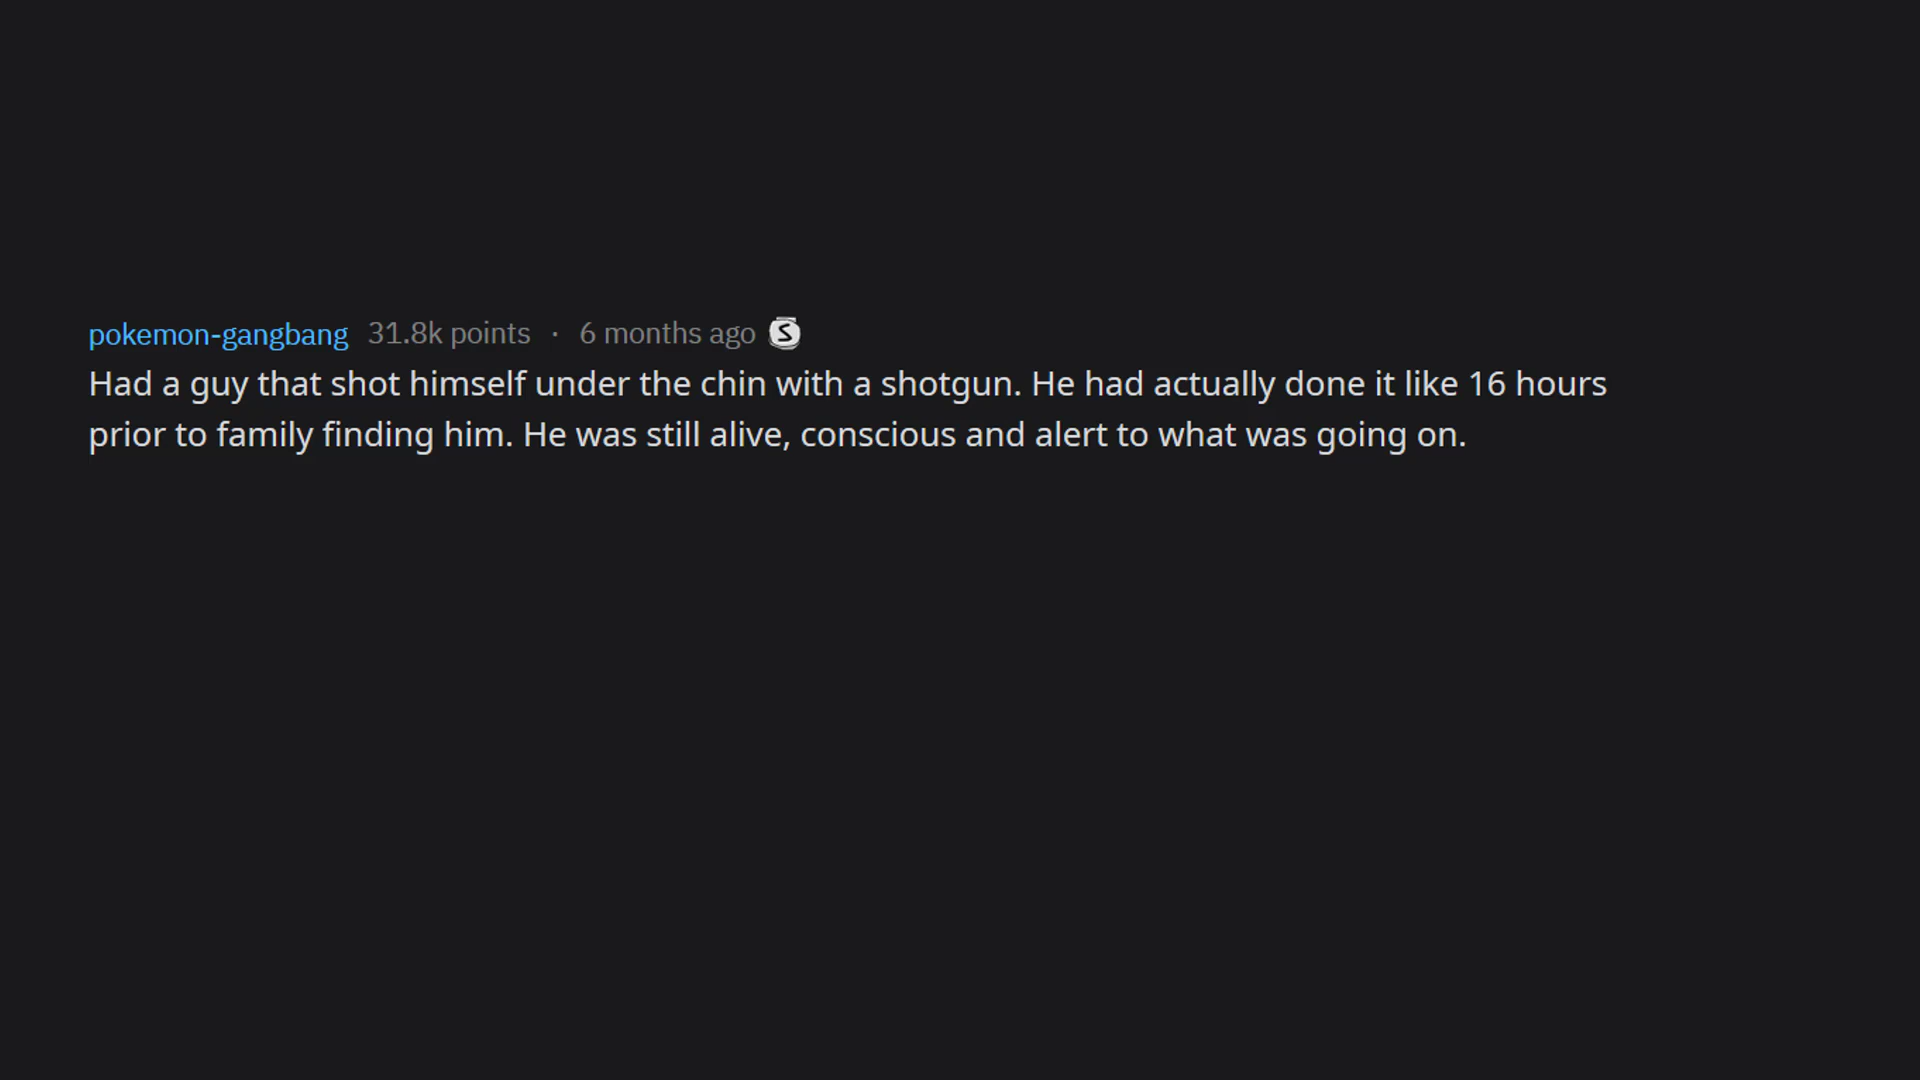 pokemon-gangbang 31.8k points · 6 months ago S
Had a guy that shot himself under the chin with a shotgun. He had actually done it like 16 hours
prior to family finding him. He was still alive, conscious and alert to what was going on.